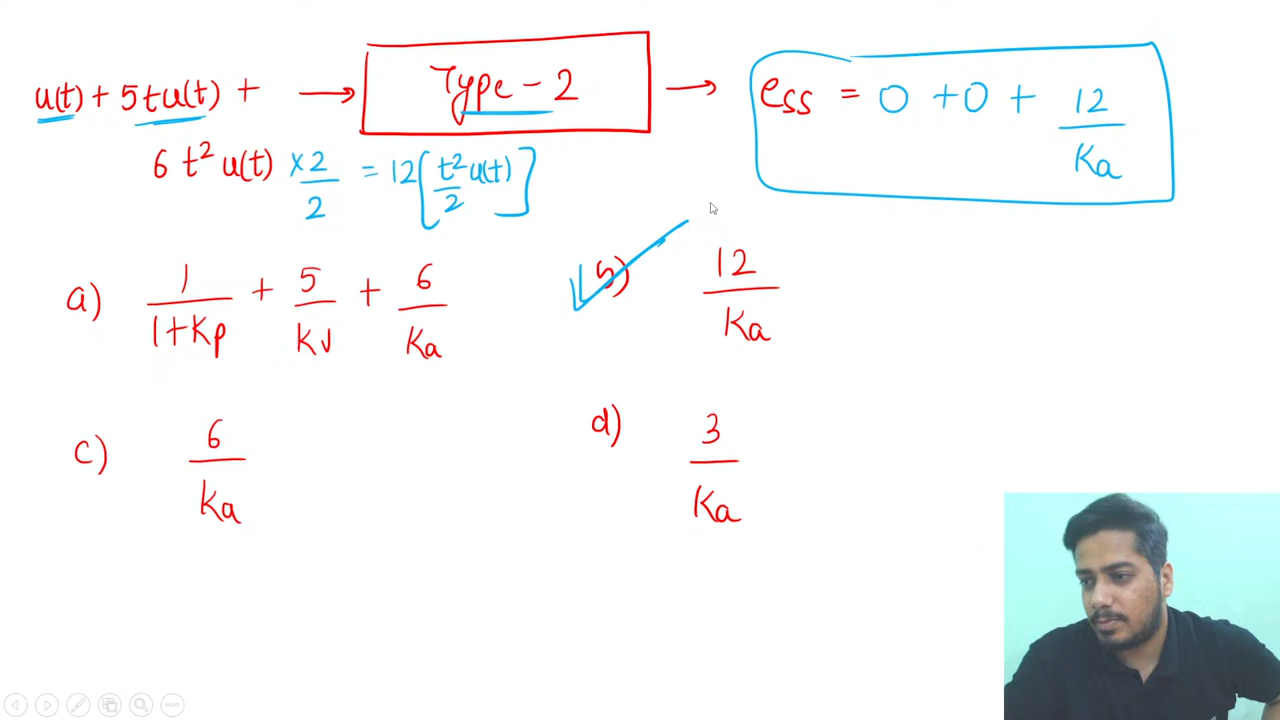 u(t) + 5tu(t) + → Type - 2 → ess = 0 + 0 + 12/Ka
6 t² u(t) × 2/2 = 12[t²/2 u(t)]
a) 1/(1+Kp) + 5/Kv + 6/Ka
b) 12/Ka
c) 6/Ka
d) 3/Ka